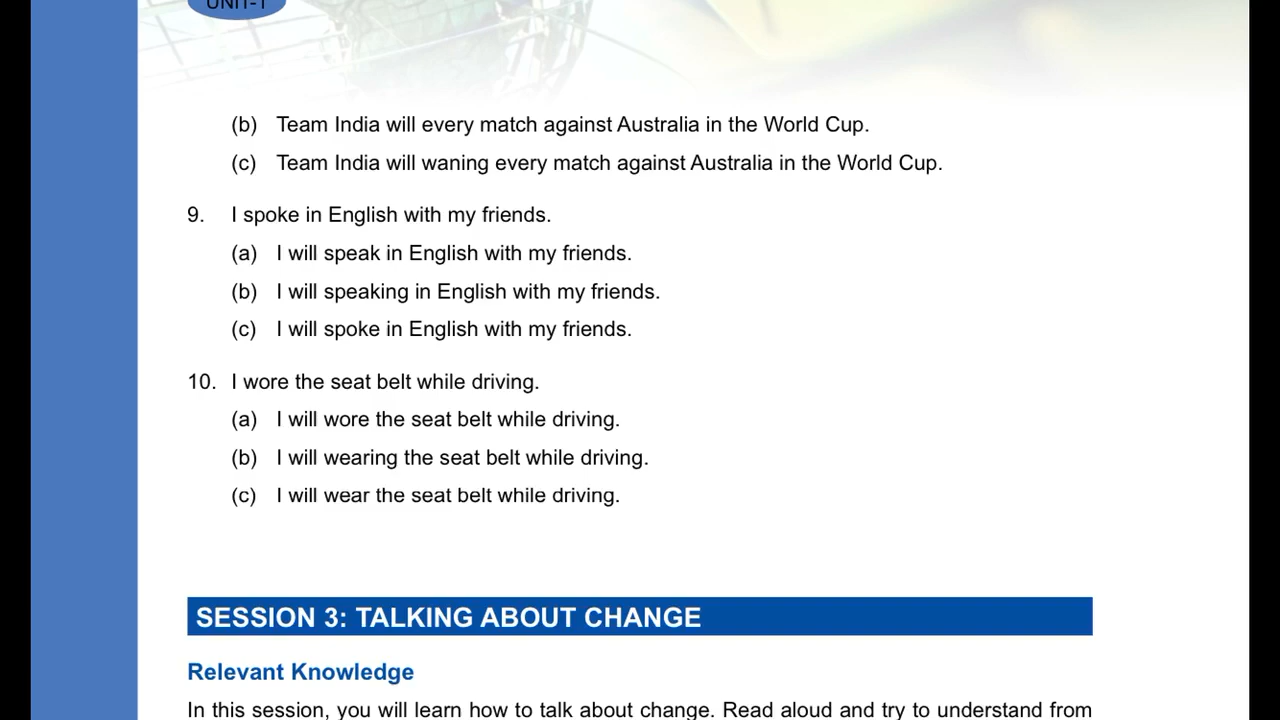 UNIT-1
(b) Team India will every match against Australia in the World Cup.
(c) Team India will waning every match against Australia in the World Cup.
9. I spoke in English with my friends.
(a) I will speak in English with my friends.
(b) I will speaking in English with my friends.
(c) I will spoke in English with my friends.
10. I wore the seat belt while driving.
(a) I will wore the seat belt while driving.
(b) I will wearing the seat belt while driving.
(c) I will wear the seat belt while driving.
SESSION 3: TALKING ABOUT CHANGE
Relevant Knowledge
In this session, you will learn how to talk about change. Read aloud and try to understand from